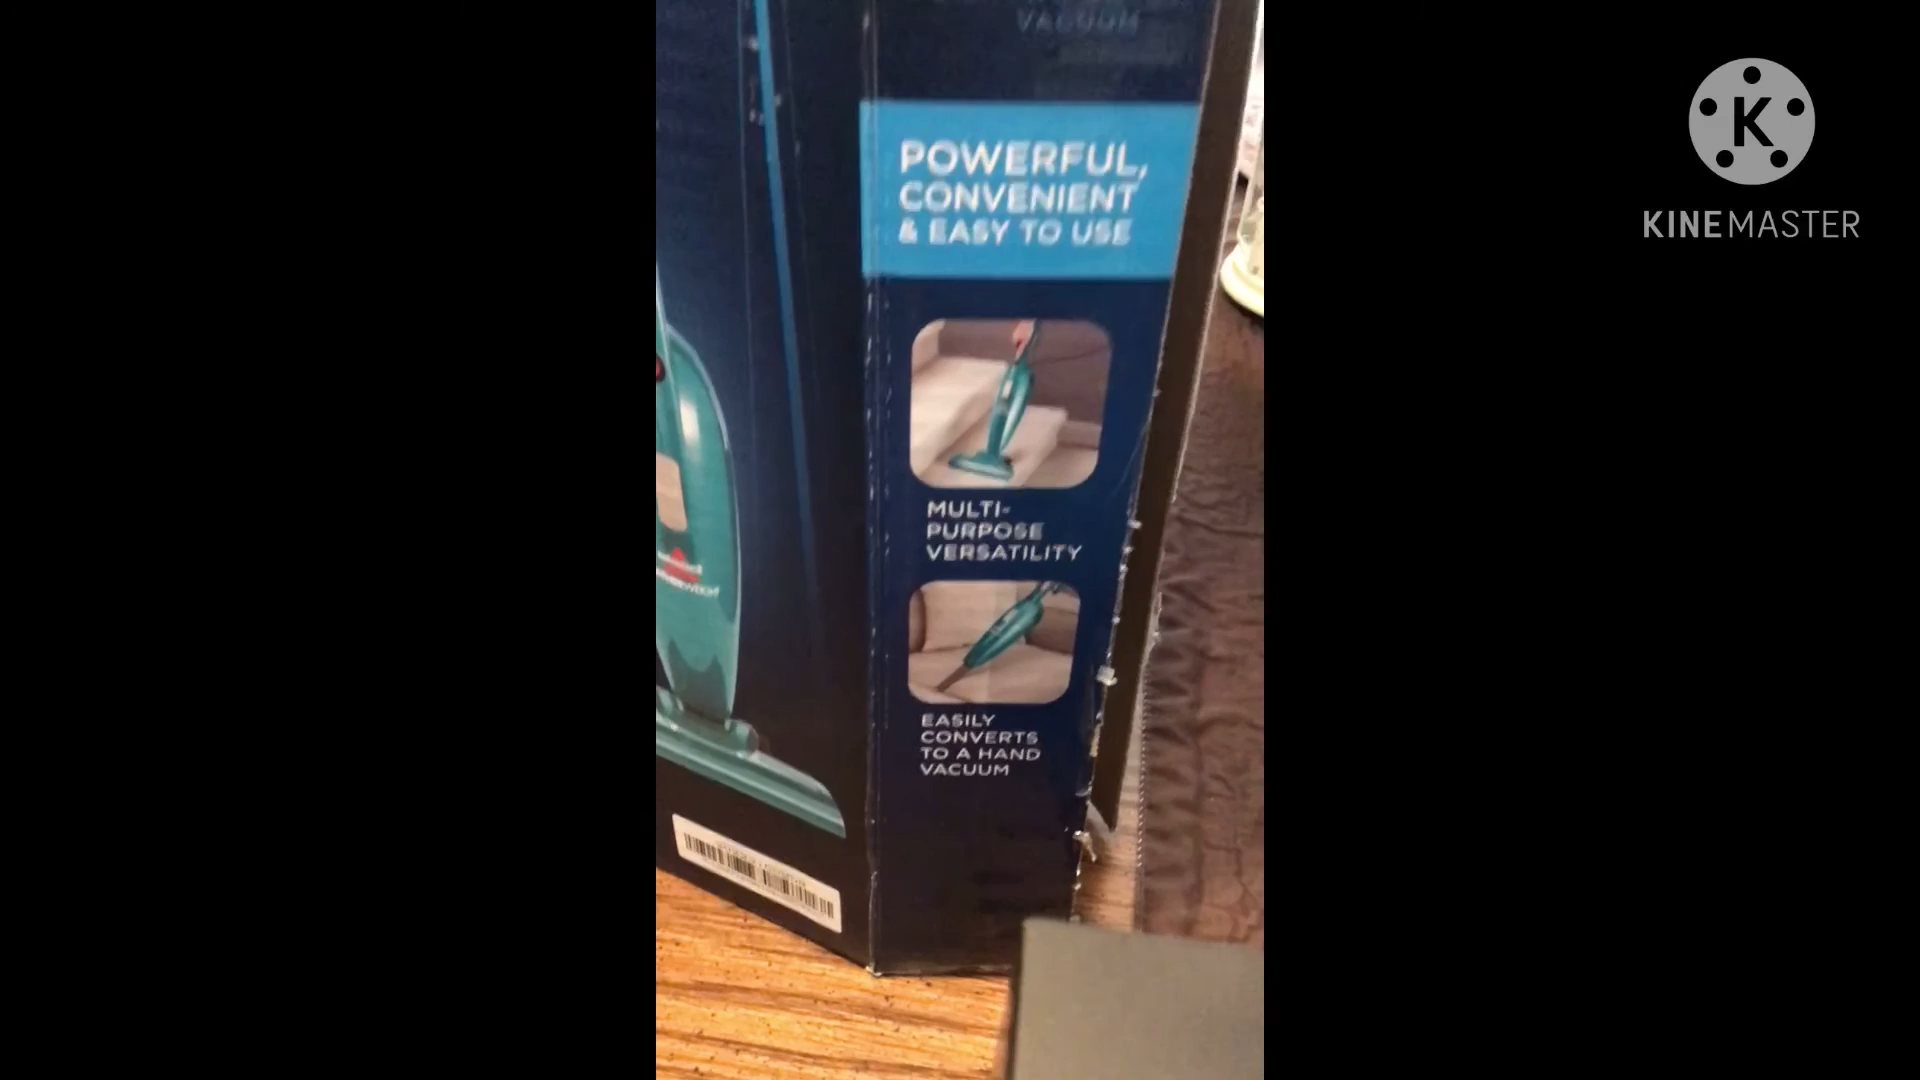 VACUUM
POWERFUL,
CONVENIENT
& EASY TO USE
MULTI-
PURPOSE
VERSATILITY
EASILY
CONVERTS
TO A HAND
VACUUM
KINEMASTER